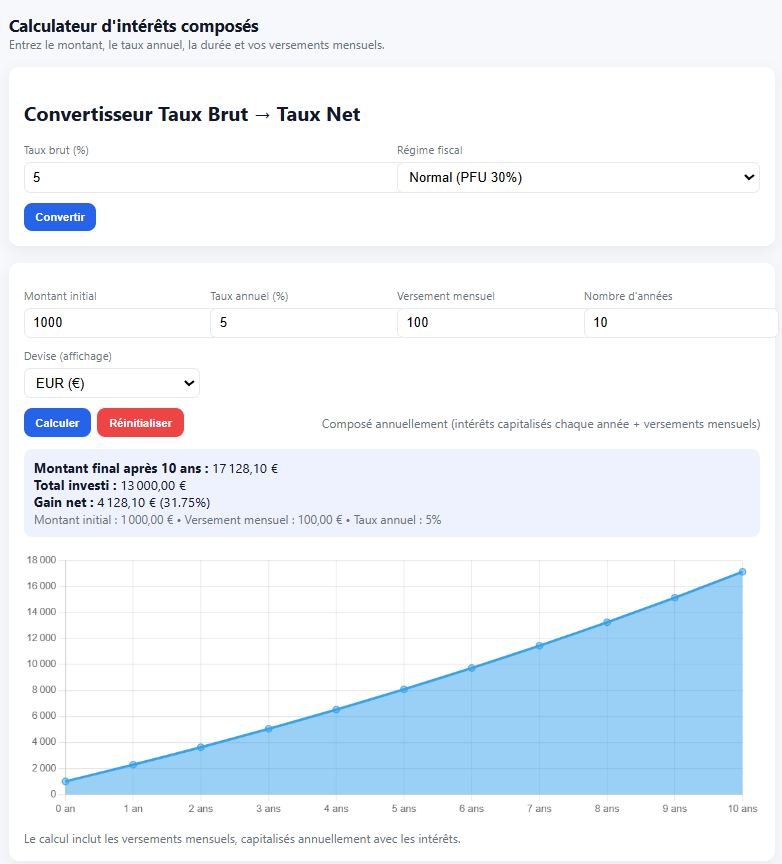 Calculateur d'intérêts composés
Entrez le montant, le taux annuel, la durée et vos versements mensuels.
Convertisseur Taux Brut → Taux Net
Taux brut (%)
Régime fiscal
5
Normal (PFU 30%)
Convertir
Montant initial
Taux annuel (%)
Versement mensuel
Nombre d'années
1000
5
100
10
Devise (affichage)
EUR (€)
Calculer
Réinitialiser
Composé annuellement (intérêts capitalisés chaque année + versements mensuels)
Montant final après 10 ans : 17 128,10 €
Total investi : 13 000,00 €
Gain net : 4 128,10 € (31.75%)
Montant initial : 1 000,00 € • Versement mensuel : 100,00 € • Taux annuel : 5%
18 000
16 000
14 000
12 000
10 000
8 000
6 000
4 000
2 000
0
0 an
1 an
2 ans
3 ans
4 ans
5 ans
6 ans
7 ans
8 ans
9 ans
10 ans
Le calcul inclut les versements mensuels, capitalisés annuellement avec les intérêts.